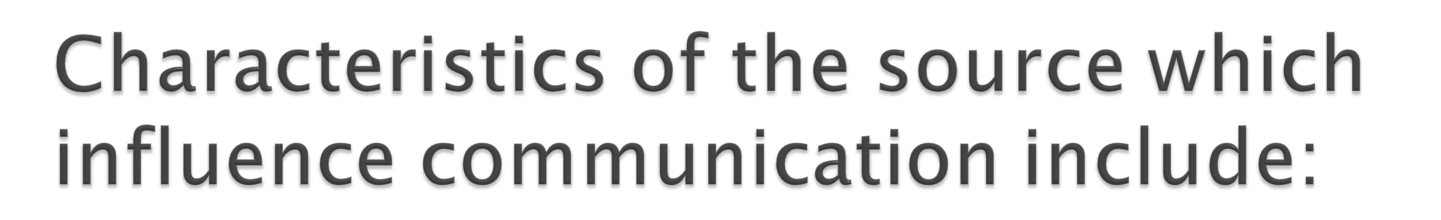 Characteristics of the source which
influence communication include: